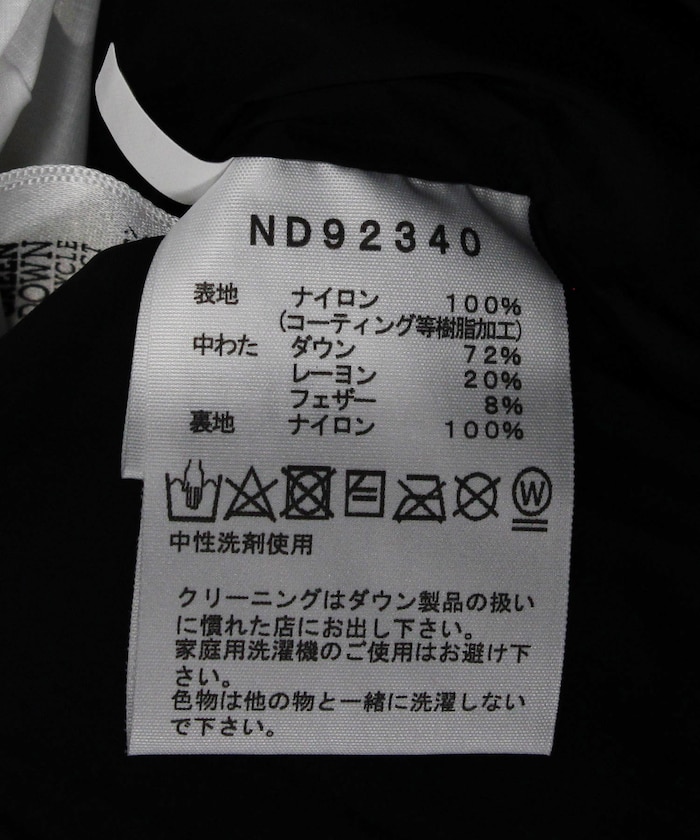 ND92340
表地 ナイロン 100%
(コーティング等樹脂加工)
中わた ダウン 72%
レーヨン 20%
フェザー 8%
裏地 ナイロン 100%
W
中性洗剤使用
クリーニングはダウン製品の扱い
に慣れた店にお出し下さい。
家庭用洗濯機のご使用はお避け下
さい。
色物は他の物と一緒に洗濯しない
で下さい。
DOWN